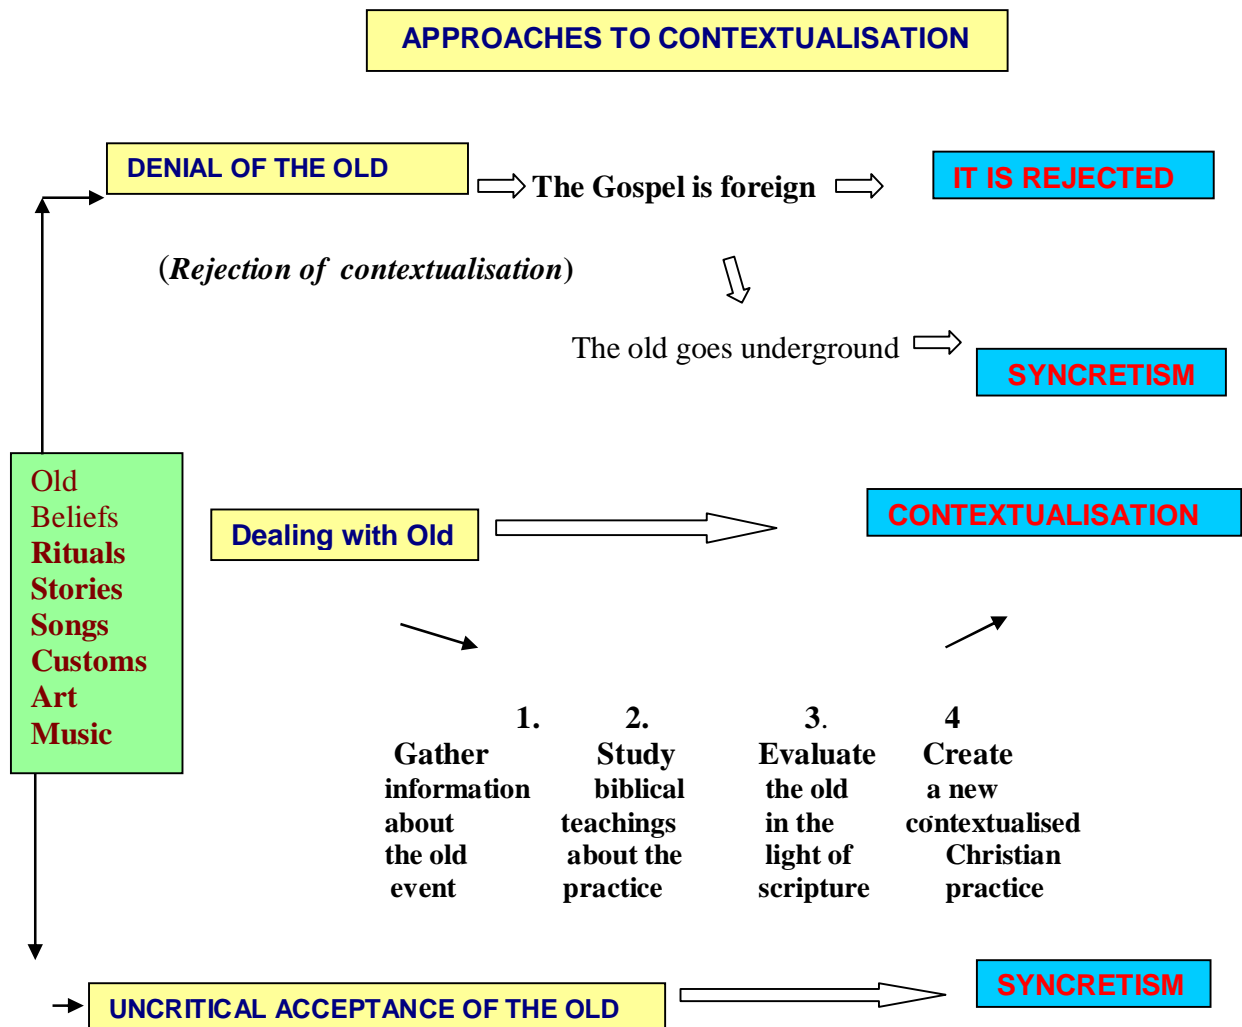 APPROACHES TO CONTEXTUALISATION
DENIAL OF THE OLD
The Gospel is foreign
IT IS REJECTED
(Rejection of contextualisation)
The old goes underground
SYNCRETISM
Old
Beliefs
Rituals
Stories
Songs
Customs
Art
Music
Dealing with Old
CONTEXTUALISATION
1.
Gather
information
about
the old
event
2.
Study
biblical
teachings
about the
practice
3.
Evaluate
the old
in the
light of
scripture
4
Create
a new
contextualised
Christian
practice
UNCRITICAL ACCEPTANCE OF THE OLD
SYNCRETISM